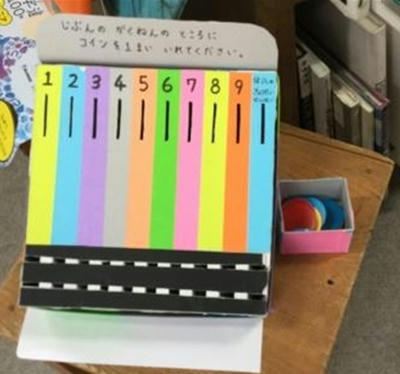 じぶんの がくねんの ところに
コインを 1まい いれてください。
1 2 3 4 5 6 7 8 9